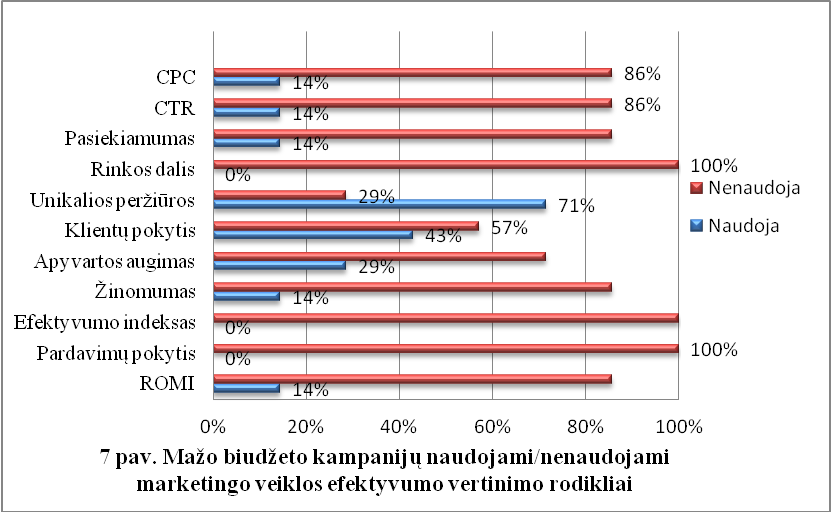 CPC
86%
14%
CTR
86%
14%
Pasiekiamumas
14%
Rinkos dalis
100%
0%
Unikalios peržiūros
29%
71%
Klientų pokytis
57%
43%
Apyvartos augimas
29%
Žinomumas
14%
Efektyvumo indeksas
0%
Pardavimų pokytis
100%
0%
ROMI
14%
0% 20% 40% 60% 80% 100%
Nenaudoja
Naudoja
7 pav. Mažo biudžeto kampanijų naudojami/nenaudojami
marketingo veiklos efektyvumo vertinimo rodikliai